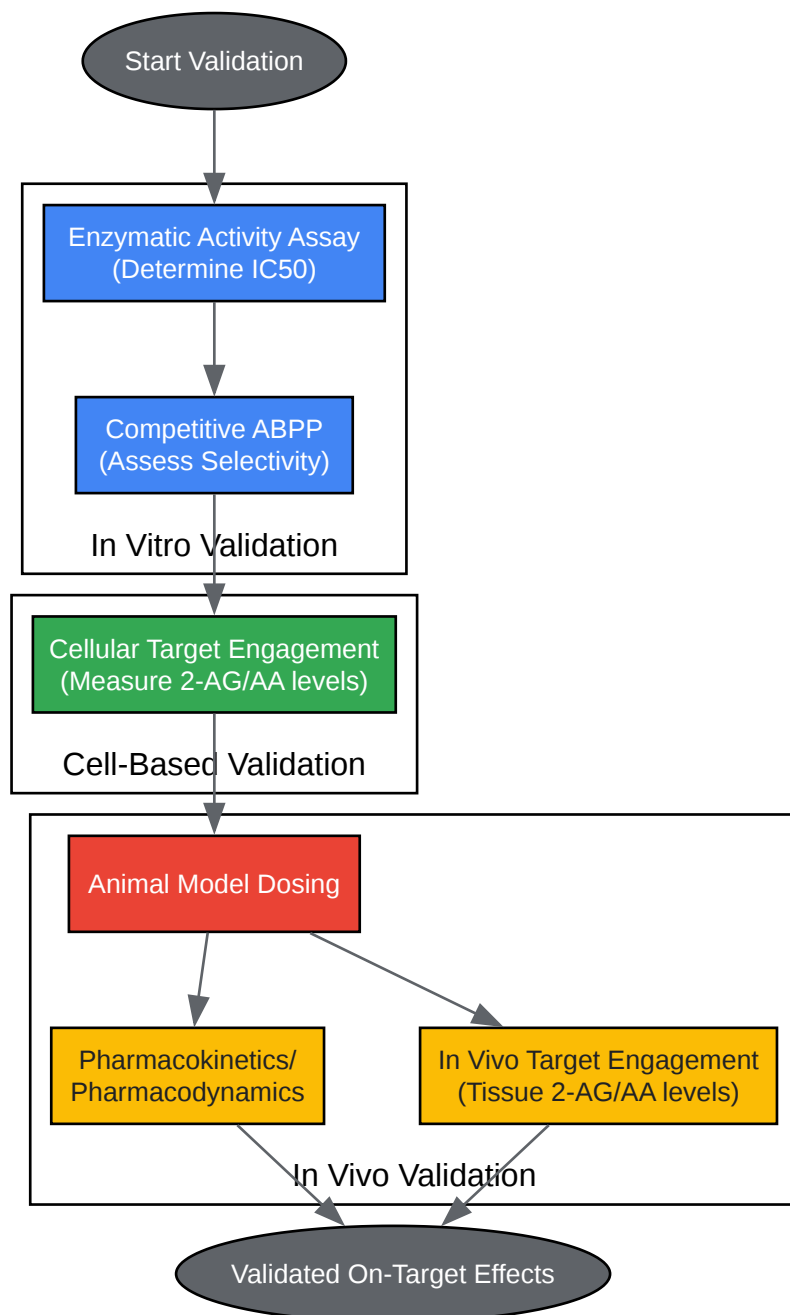 Start Validation
Enzymatic Activity Assay
(Determine IC50)
Competitive ABPP
(Assess Selectivity)
In Vitro Validation
Cellular Target Engagement
(Measure 2-AG/AA levels)
Cell-Based Validation
Animal Model Dosing
Pharmacokinetics/
Pharmacodynamics
In Vivo Target Engagement
(Tissue 2-AG/AA levels)
In Vivo Validation
Validated On-Target Effects